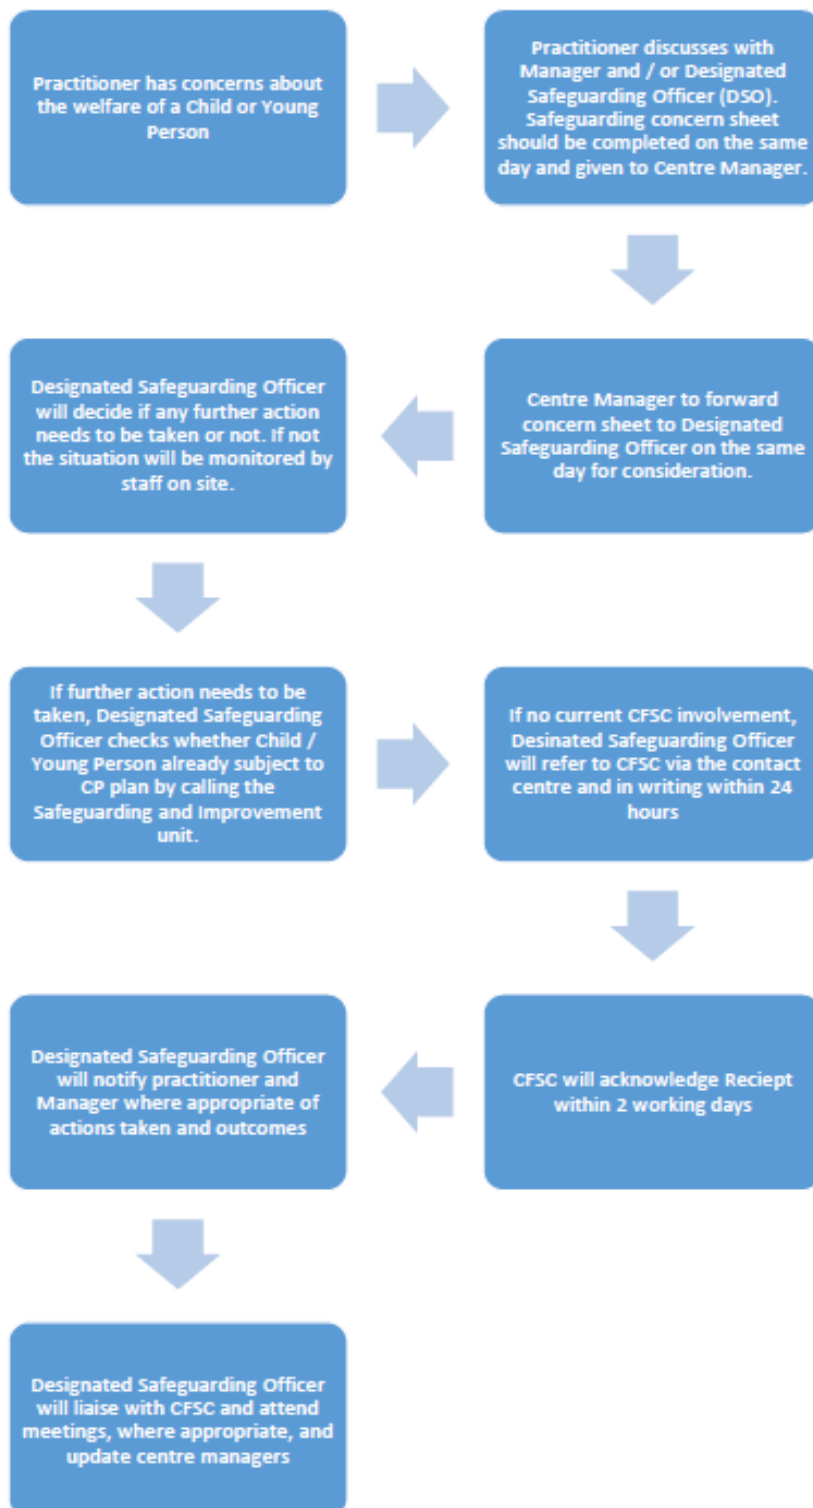 Practitioner has concerns about
the welfare of a Child or Young
Person
Practitioner discusses with
Manager and / or Designated
Safeguarding Officer (DSO).
Safeguarding concern sheet
should be completed on the same
day and given to Centre Manager.
Centre Manager to forward
concern sheet to Designated
Safeguarding Officer on the same
day for consideration.
Designated Safeguarding Officer
will decide if any further action
needs to be taken or not. If not
the situation will be monitored by
staff on site.
If further action needs to be
taken, Designated Safeguarding
Officer checks whether Child /
Young Person already subject to
CP plan by calling the
Safeguarding and Improvement
unit.
If no current CFSC involvement,
Desinated Safeguarding Officer
will refer to CFSC via the contact
centre and in writing within 24
hours
CFSC will acknowledge Reciept
within 2 working days
Designated Safeguarding Officer
will notify practitioner and
Manager where appropriate of
actions taken and outcomes
Designated Safeguarding Officer
will liaise with CFSC and attend
meetings, where appropriate, and
update centre managers